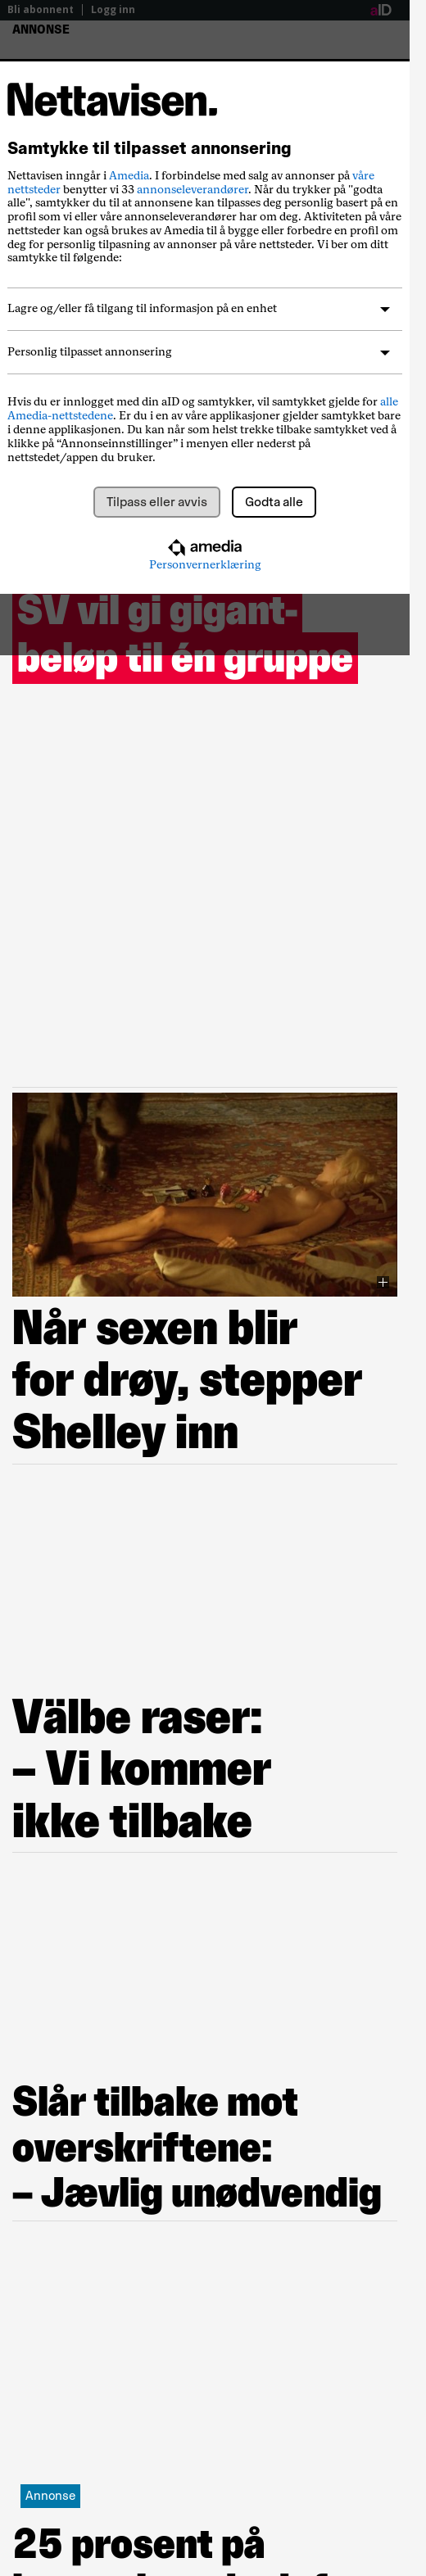 Bli abonnent | Logg inn
aID
ANNONSE
Nettavisen.
Samtykke til tilpasset annonsering
Nettavisen inngår i Amedia. I forbindelse med salg av annonser på våre
nettsteder benytter vi 33 annonseleverandører. Når du trykker på "godta
alle", samtykker du til at annonsene kan tilpasses deg personlig basert på en
profil som vi eller våre annonseleverandører har om deg. Aktiviteten på våre
nettsteder kan også brukes av Amedia til å bygge eller forbedre en profil om
deg for personlig tilpasning av annonser på våre nettsteder. Vi ber om ditt
samtykke til følgende:
Lagre og/eller få tilgang til informasjon på en enhet
Personlig tilpasset annonsering
Hvis du er innlogget med din aID og samtykker, vil samtykket gjelde for alle
Amedia-nettstedene. Er du i en av våre applikasjoner gjelder samtykket bare
i denne applikasjonen. Du kan når som helst trekke tilbake samtykket ved å
klikke på “Annonseinnstillinger” i menyen eller nederst på
nettstedet/appen du bruker.
Tilpass eller avvis
Godta alle
amedia
Personvernerklæring
SV vil gi gigant-
beløp til én gruppe
Når sexen blir
for drøy, stepper
Shelley inn
Välbe raser:
– Vi kommer
ikke tilbake
Slår tilbake mot
overskriftene:
– Jævlig unødvendig
Annonse
25 prosent på